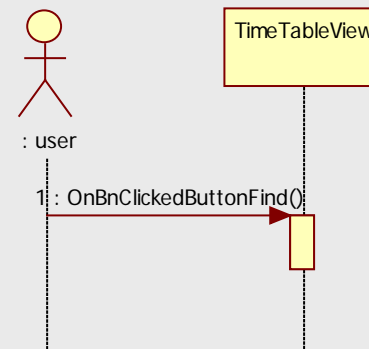 TimeTableView
: user
1 : OnBnClickedButtonFind()